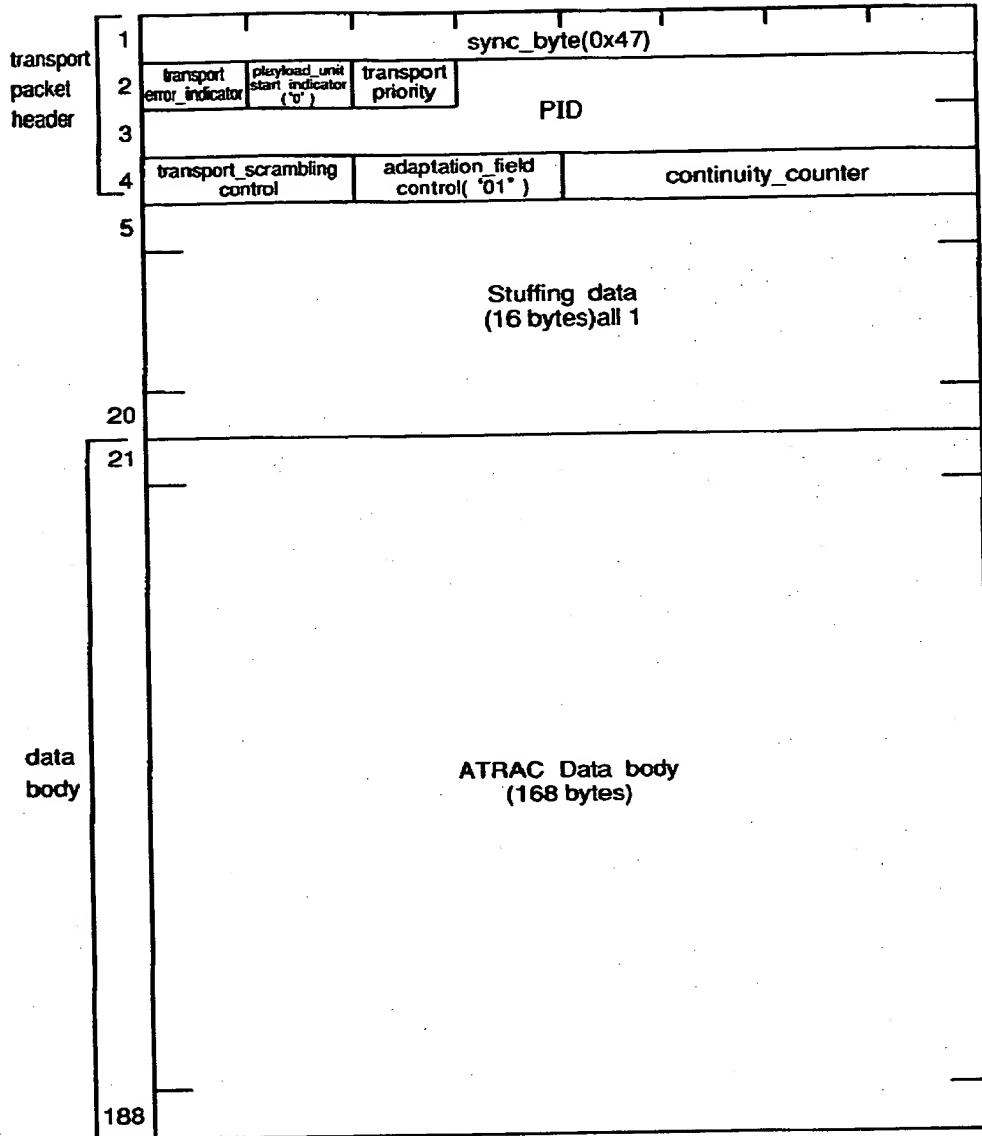 transport
packet
header
1
sync_byte(0x47)
2
transport
error_indicator
playload_unit
start indicator
("0")
transport
priority
PID
3
4
transport_scrambling
control
adaptation_field
control( "01" )
continuity_counter
5
Stuffing data
(16 bytes)all 1
20
21
data
body
ATRAC Data body
(168 bytes)
188